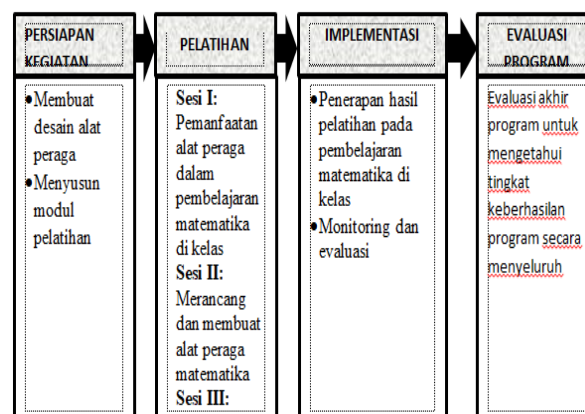 PERSIAPAN
KEGIATAN
• Membuat
desain alat
peraga
• Menyusun
modul
pelatihan
PELATIHAN
Sesi I:
Pemanfaatan
alat peraga
dalam
pembelajaran
matematika
di kelas
Sesi II:
Merancang
dan membuat
alat peraga
matematika
Sesi III:
IMPLEMENTASI
• Penerapan hasil
pelatihan pada
pembelajaran
matematika di
kelas
• Monitoring dan
evaluasi
EVALUASI
PROGRAM
Evaluasi akhir
program untuk
mengetahui
tingkat
keberhasilan
program secara
menyeluruh